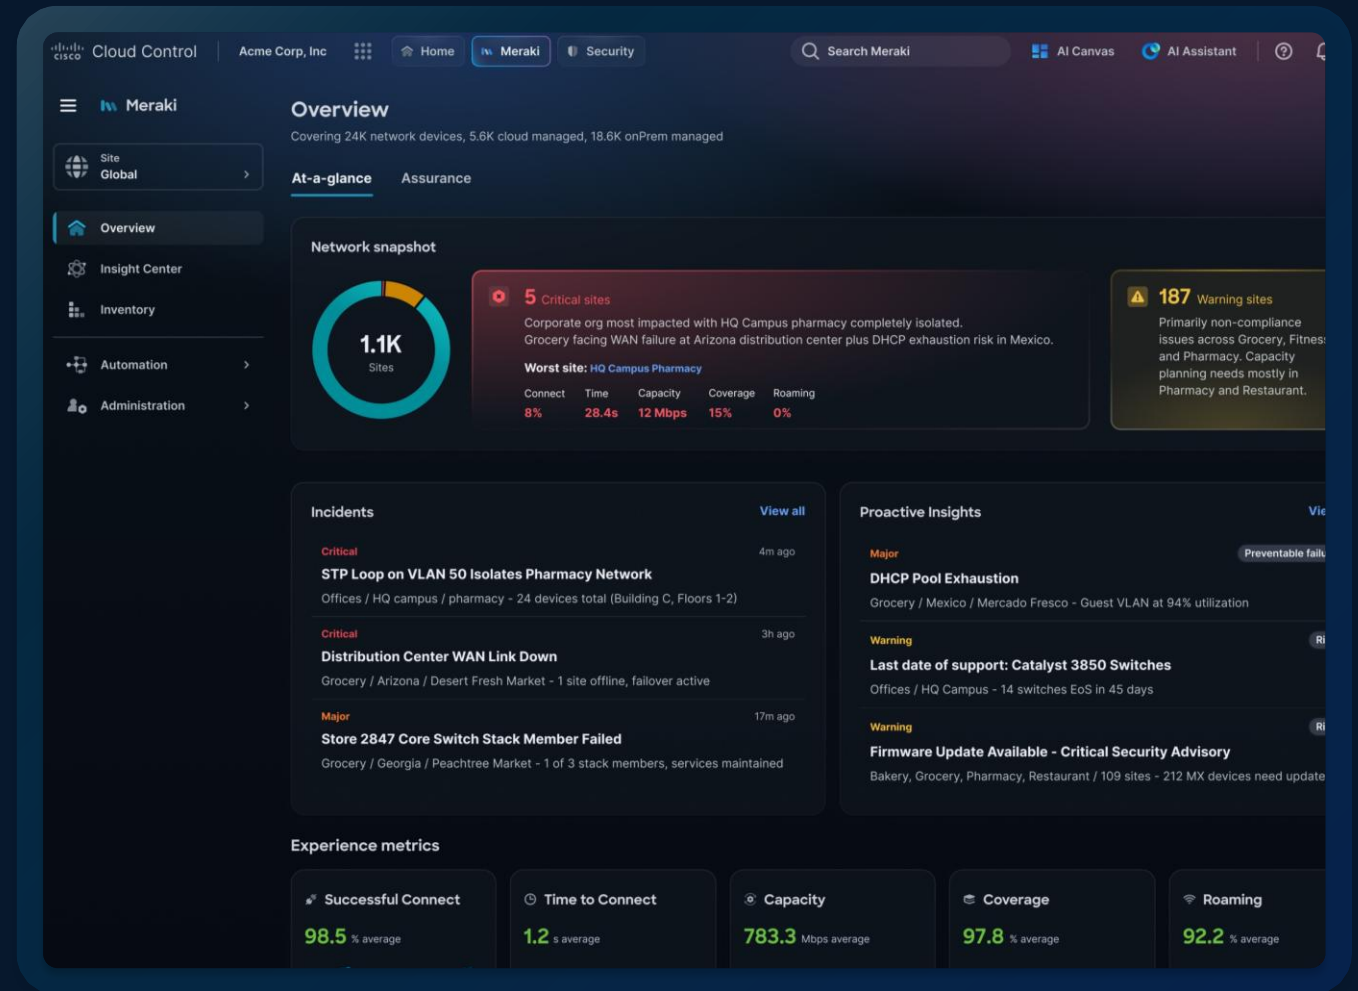 CISCO Cloud Control
Acme Corp, Inc
Home
Meraki
Security
Search Meraki
AI Canvas
AI Assistant
Meraki
Site
Global
Overview
Insight Center
Inventory
Automation
Administration
Overview
Covering 24K network devices, 5.6K cloud managed, 18.6K onPrem managed
At-a-glance
Assurance
Network snapshot
1.1K
Sites
5 Critical sites
Corporate org most impacted with HQ Campus pharmacy completely isolated.
Grocery facing WAN failure at Arizona distribution center plus DHCP exhaustion risk in Mexico.
Worst site: HQ Campus Pharmacy
Connect Time Capacity Coverage Roaming
8% 28.4s 12 Mbps 15% 0%
187 Warning sites
Primarily non-compliance
issues across Grocery, Fitness
and Pharmacy. Capacity
planning needs mostly in
Pharmacy and Restaurant.
Incidents
View all
Critical
4m ago
STP Loop on VLAN 50 Isolates Pharmacy Network
Offices / HQ campus / pharmacy - 24 devices total (Building C, Floors 1-2)
Critical
3h ago
Distribution Center WAN Link Down
Grocery / Arizona / Desert Fresh Market - 1 site offline, failover active
Major
17m ago
Store 2847 Core Switch Stack Member Failed
Grocery / Georgia / Peachtree Market - 1 of 3 stack members, services maintained
Proactive Insights
Major
Preventable
DHCP Pool Exhaustion
Grocery / Mexico / Mercado Fresco - Guest VLAN at 94% utilization
Warning
Last date of support: Catalyst 3850 Switches
Offices / HQ Campus - 14 switches EoS in 45 days
Warning
Firmware Update Available - Critical Security Advisory
Bakery, Grocery, Pharmacy, Restaurant / 109 sites - 212 MX devices need update
Experience metrics
Successful Connect
98.5 % average
Time to Connect
1.2 s average
Capacity
783.3 Mbps average
Coverage
97.8 % average
Roaming
92.2 % average